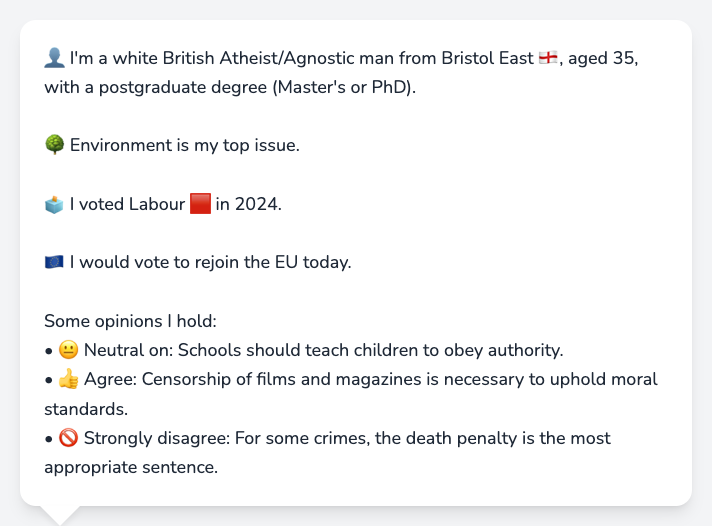 👤 I'm a white British Atheist/Agnostic man from Bristol East 🏴󠁧󠁢󠁥󠁮󠁧󠁿, aged 35,
with a postgraduate degree (Master's or PhD).
🌳 Environment is my top issue.
🗳️ I voted Labour 🟥 in 2024.
🇪🇺 I would vote to rejoin the EU today.
Some opinions I hold:
• 😐 Neutral on: Schools should teach children to obey authority.
• 👍 Agree: Censorship of films and magazines is necessary to uphold moral
standards.
• 🚫 Strongly disagree: For some crimes, the death penalty is the most
appropriate sentence.